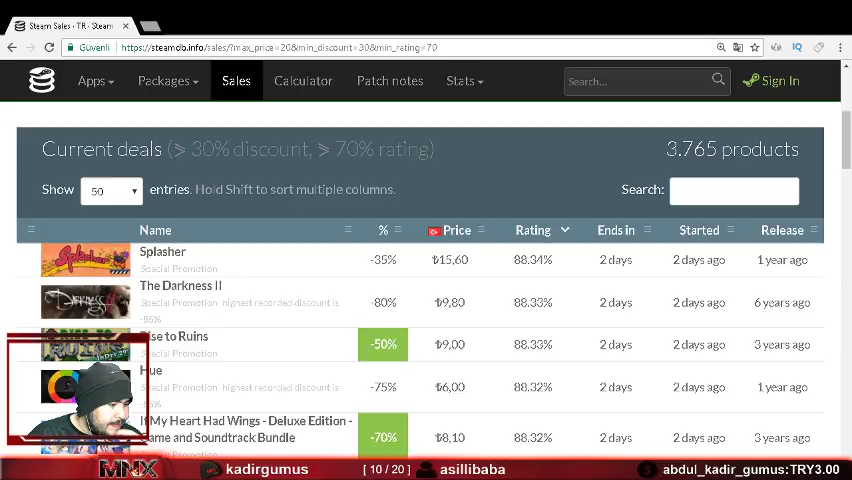 Steam Sales · TR · Steam
Güvenli
https://steamdb.info/sales/?max_price=20&min_discount=30&min_rating=70
Apps Packages Sales Calculator Patch notes Stats Search... Sign In
Current deals (> 30% discount, > 70% rating) 3.765 products
Show 50 entries. Hold Shift to sort multiple columns. Search:
Name % Price Rating Ends in Started Release
Splasher
Special Promotion
-35% ₺15,60 88.34% 2 days 2 days ago 1 year ago
The Darkness II
Special Promotion highest recorded discount is
-85%
-80% ₺9,80 88.33% 2 days 2 days ago 6 years ago
Rise to Ruins
Special Promotion
-50% ₺9,00 88.33% 2 days 2 days ago 3 years ago
Hue
Special Promotion highest recorded discount is
-75% ₺6,00 88.32% 2 days 2 days ago 1 year ago
If My Heart Had Wings - Deluxe Edition -
Game and Soundtrack Bundle
-70% ₺8,10 88.32% 2 days 2 days ago 3 years ago
MNX kadirgumus [ 10 / 20 ] asillibaba abdul_kadir_gumus:TRY3.00